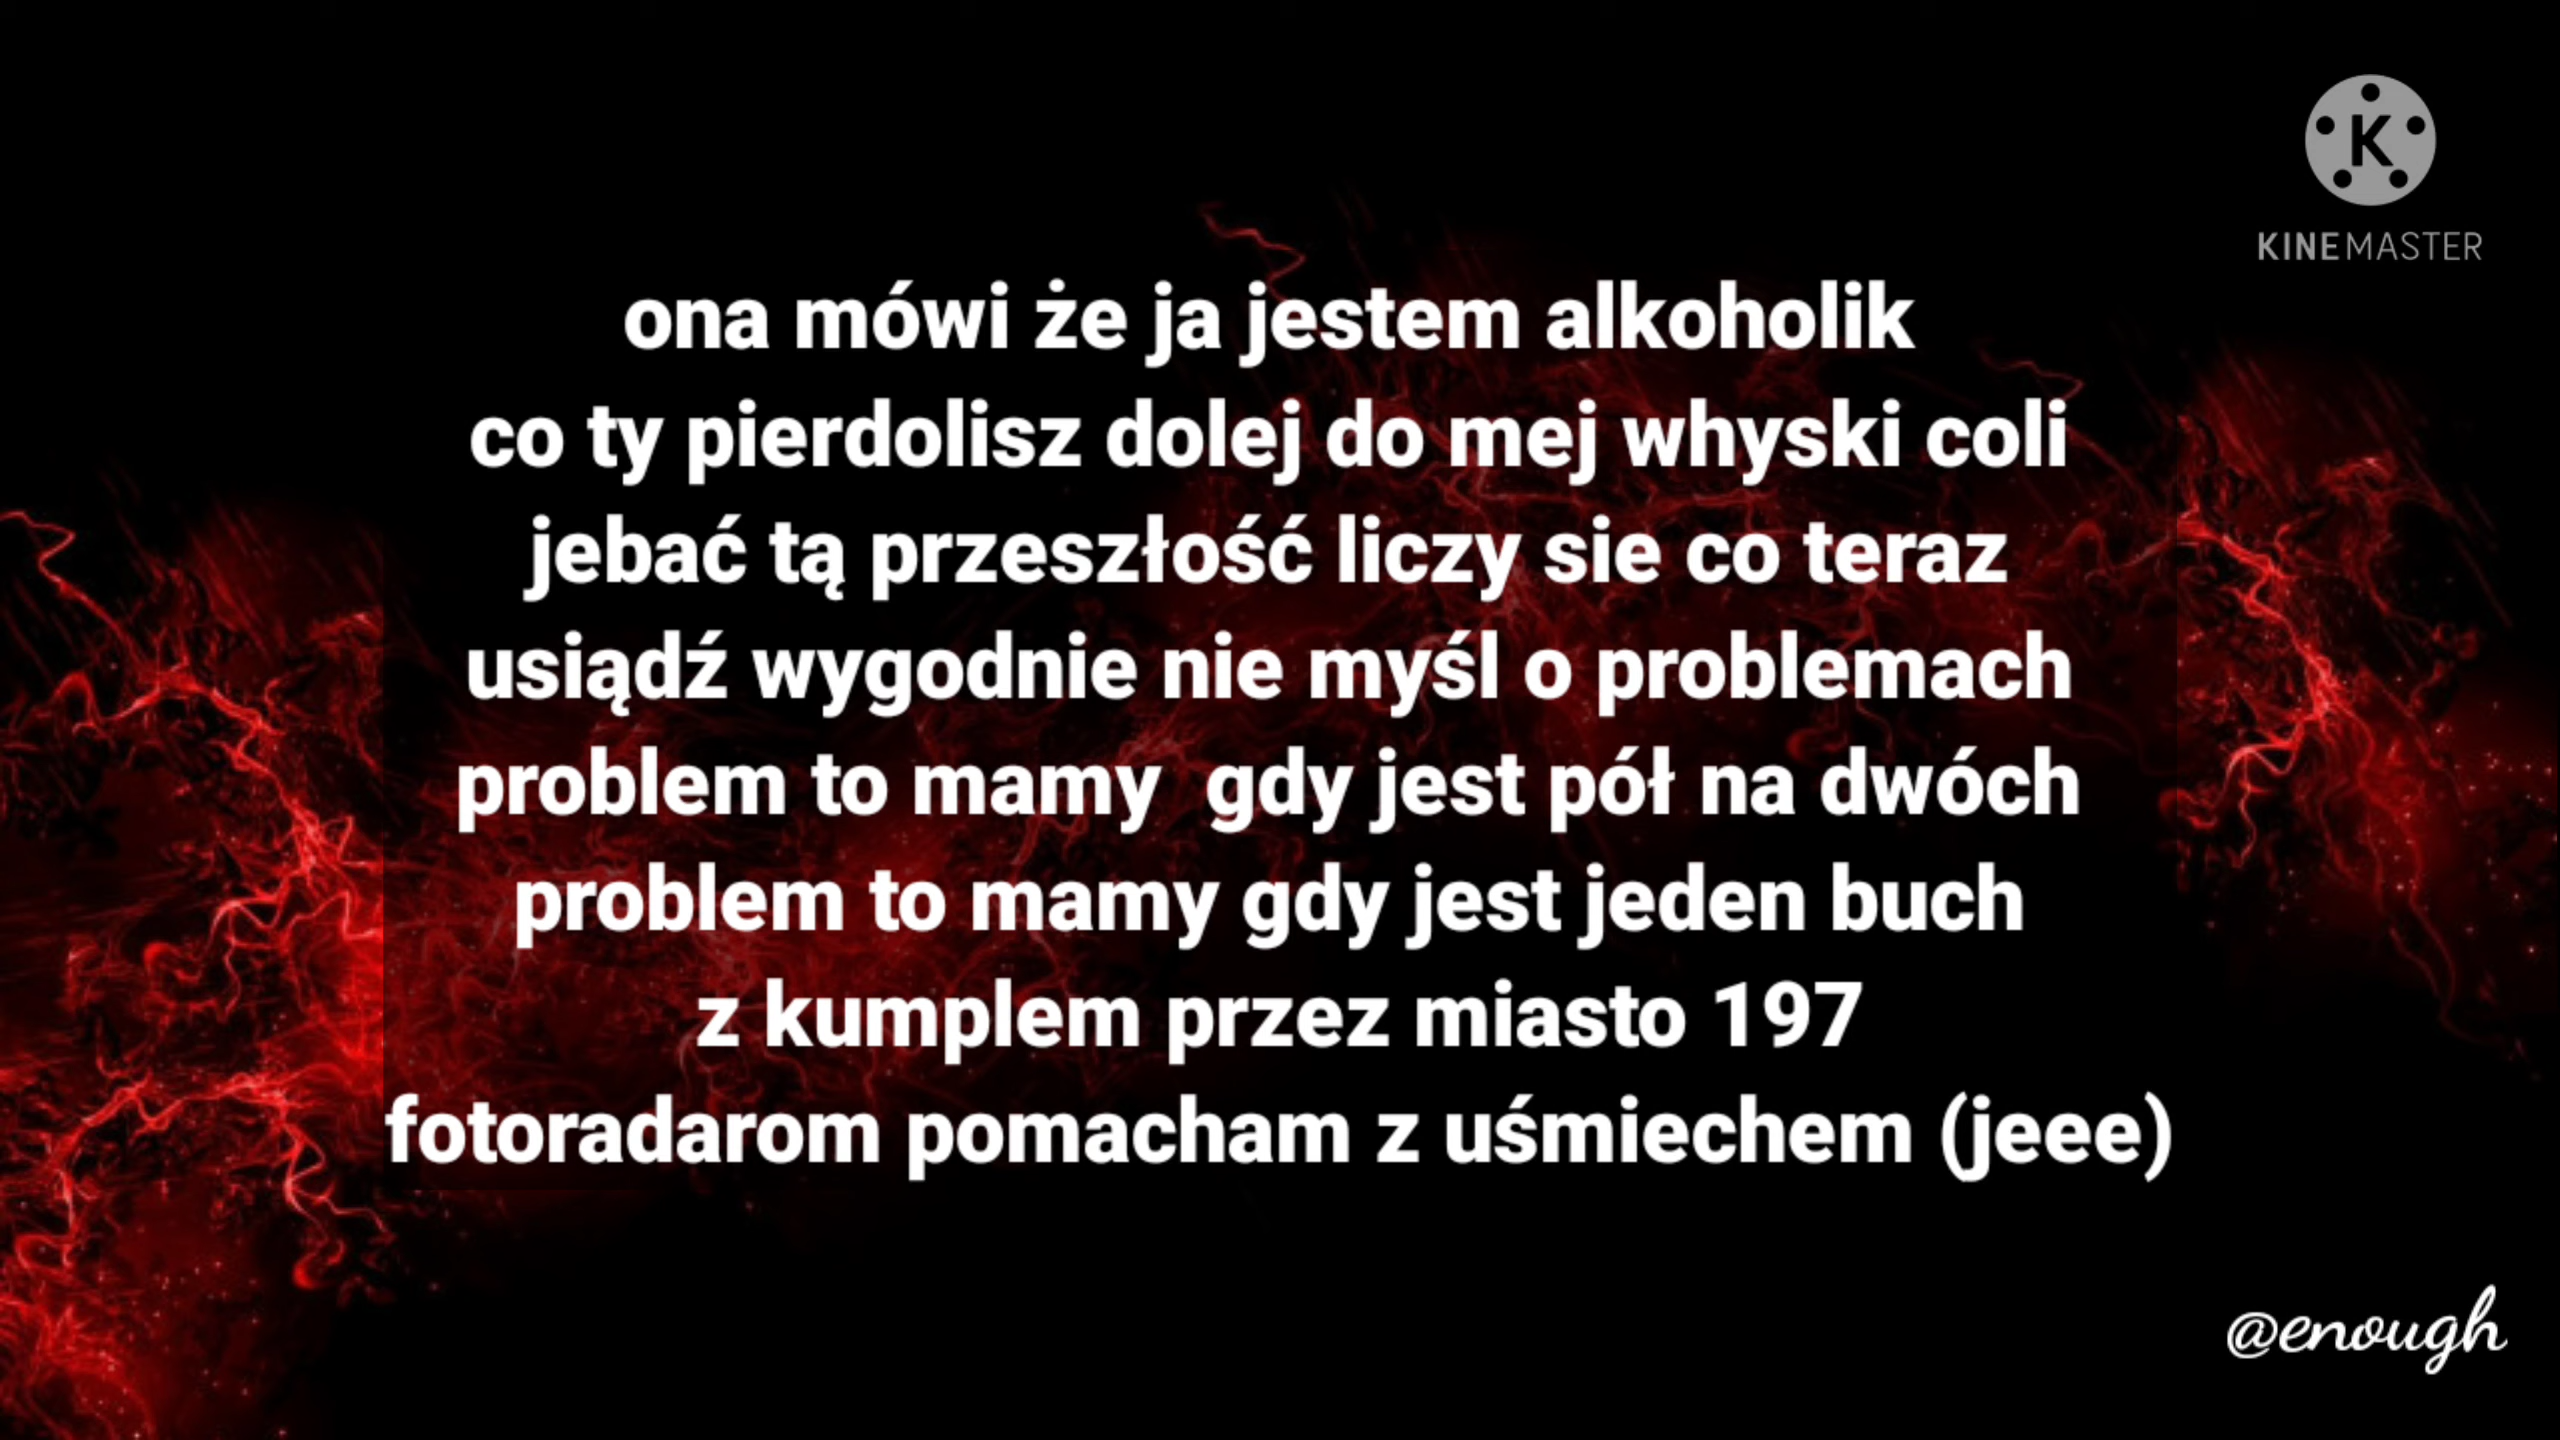 K
KINEMASTER
ona mówi że ja jestem alkoholik
co ty pierdolisz dolej do mej whyski coli
jebać tą przeszłość liczy sie co teraz
usiądź wygodnie nie myśl o problemach
problem to mamy  gdy jest pół na dwóch
problem to mamy gdy jest jeden buch
z kumplem przez miasto 197
fotoradarom pomacham z uśmiechem (jeee)
@enough